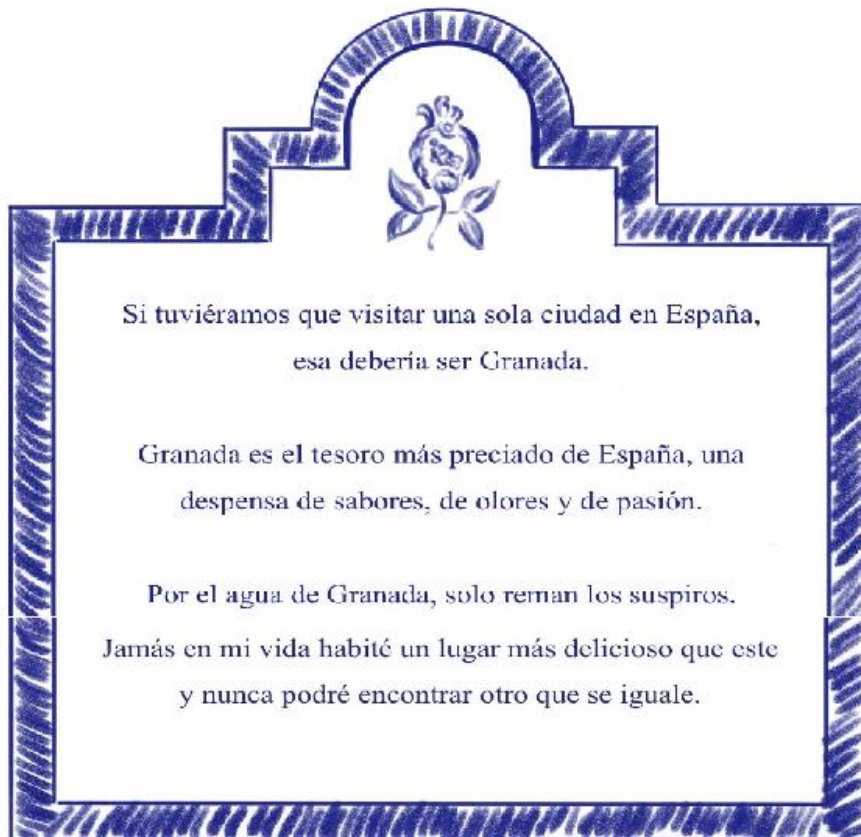 Si tuviéramos que visitar una sola ciudad en España,
esa debería ser Granada.
Granada es el tesoro más preciado de España, una
despensa de sabores, de olores y de pasión.
Por el agua de Granada, solo reman los suspiros.
Jamás en mi vida habité un lugar más delicioso que este
y nunca podré encontrar otro que se iguale.